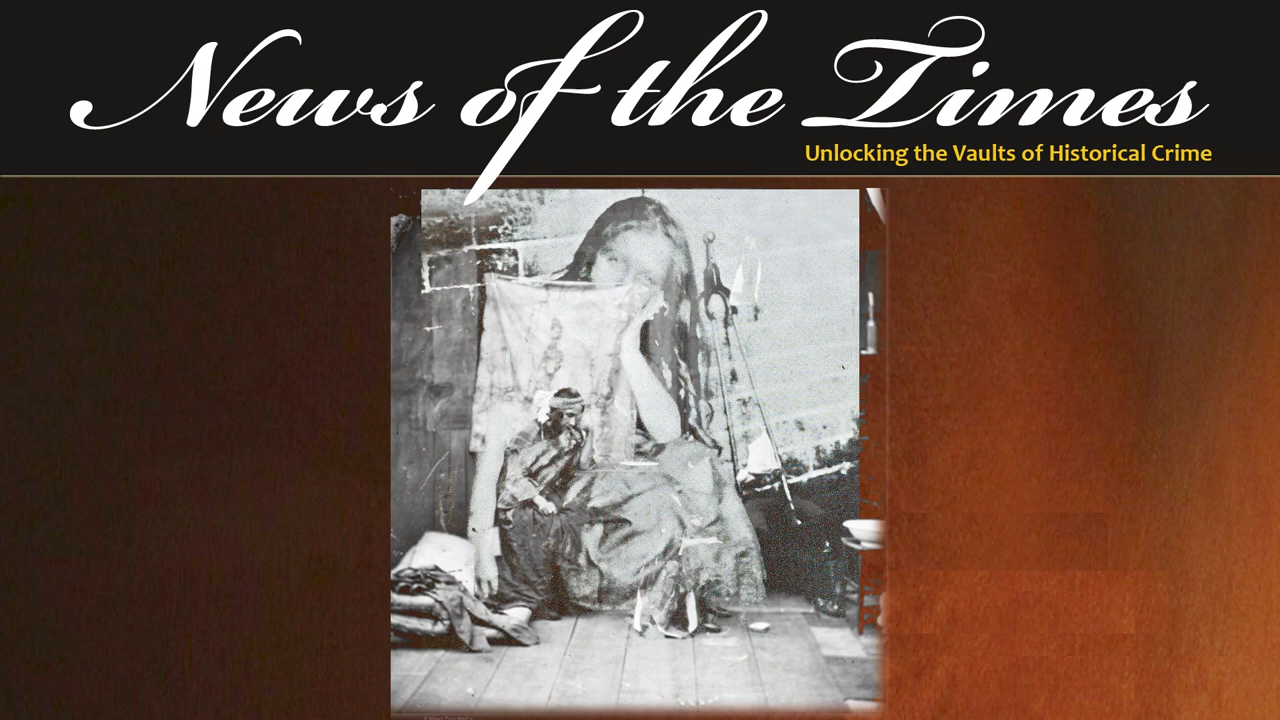 News of the Times
Unlocking the Vaults of Historical Crime